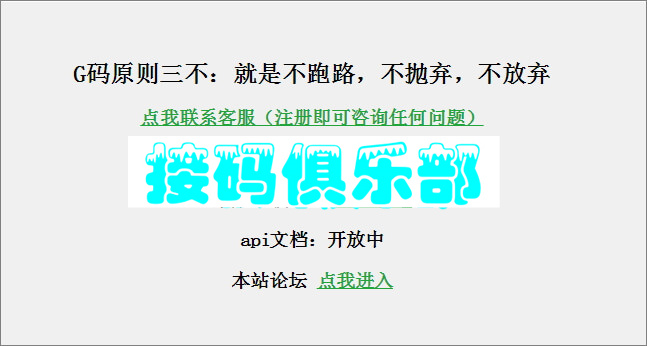 G码原则三不：就是不跑路，不抛弃，不放弃
点我联系客服（注册即可咨询任何问题）
接码俱乐部
api文档：开放中
本站论坛 点我进入